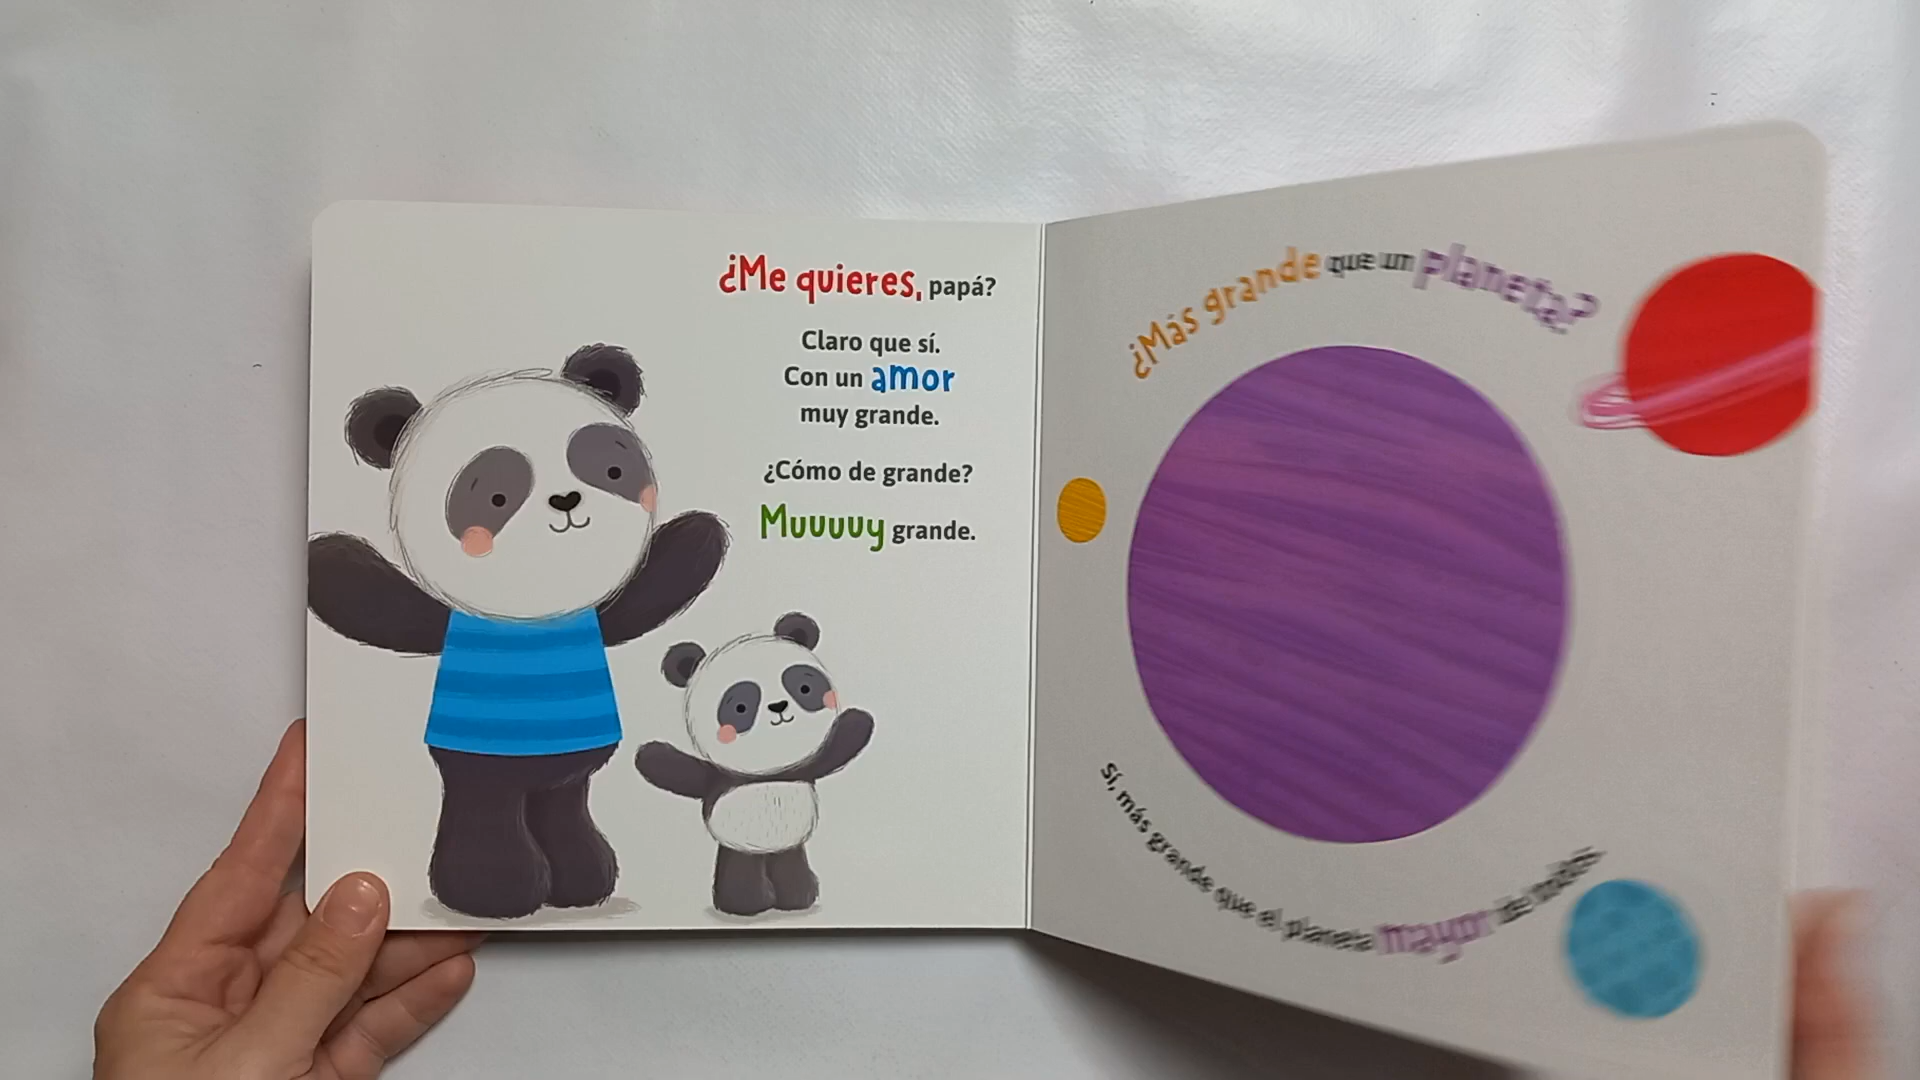 ¿Me quieres, papá?
Claro que sí.
Con un amor
muy grande.
¿Cómo de grande?
Muuuuy grande.
¿Más grande que un planeta?
Sí, más grande que el planeta mayor de